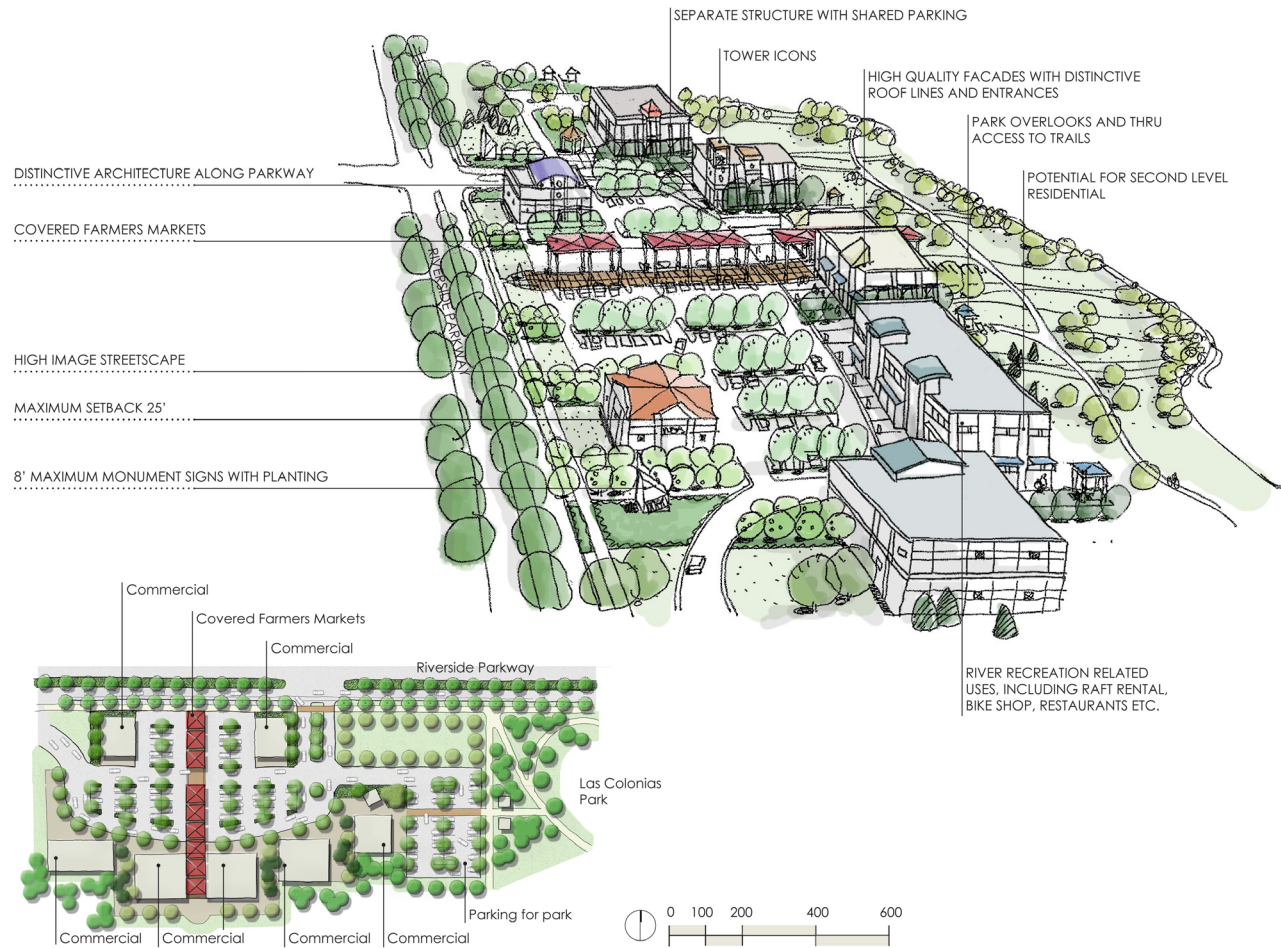 SEPARATE STRUCTURE WITH SHARED PARKING
TOWER ICONS
HIGH QUALITY FACADES WITH DISTINCTIVE
ROOF LINES AND ENTRANCES
PARK OVERLOOKS AND THRU
ACCESS TO TRAILS
POTENTIAL FOR SECOND LEVEL
RESIDENTIAL
DISTINCTIVE ARCHITECTURE ALONG PARKWAY
COVERED FARMERS MARKETS
RIVERSIDE PARKWAY
HIGH IMAGE STREETSCAPE
MAXIMUM SETBACK 25’
8’ MAXIMUM MONUMENT SIGNS WITH PLANTING
RIVER RECREATION RELATED
USES, INCLUDING RAFT RENTAL,
BIKE SHOP, RESTAURANTS ETC.
Commercial
Covered Farmers Markets
Commercial
Riverside Parkway
Las Colonias
Park
Parking for park
Commercial
Commercial
Commercial
Commercial
0 100 200 400 600